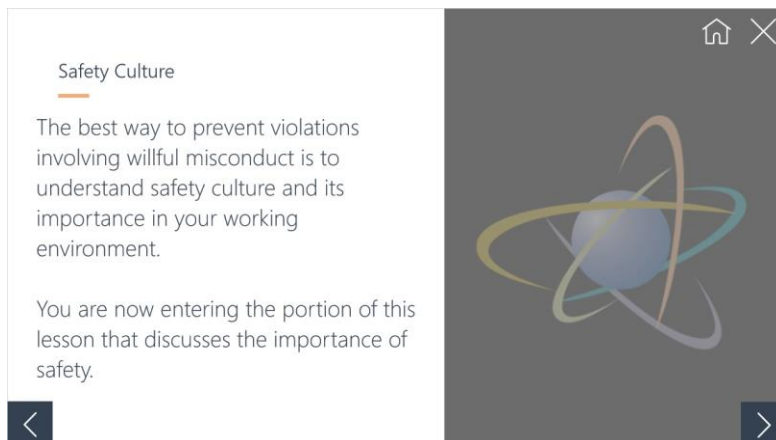 Safety Culture
The best way to prevent violations
involving willful misconduct is to
understand safety culture and its
importance in your working
environment.
You are now entering the portion of this
lesson that discusses the importance of
safety.